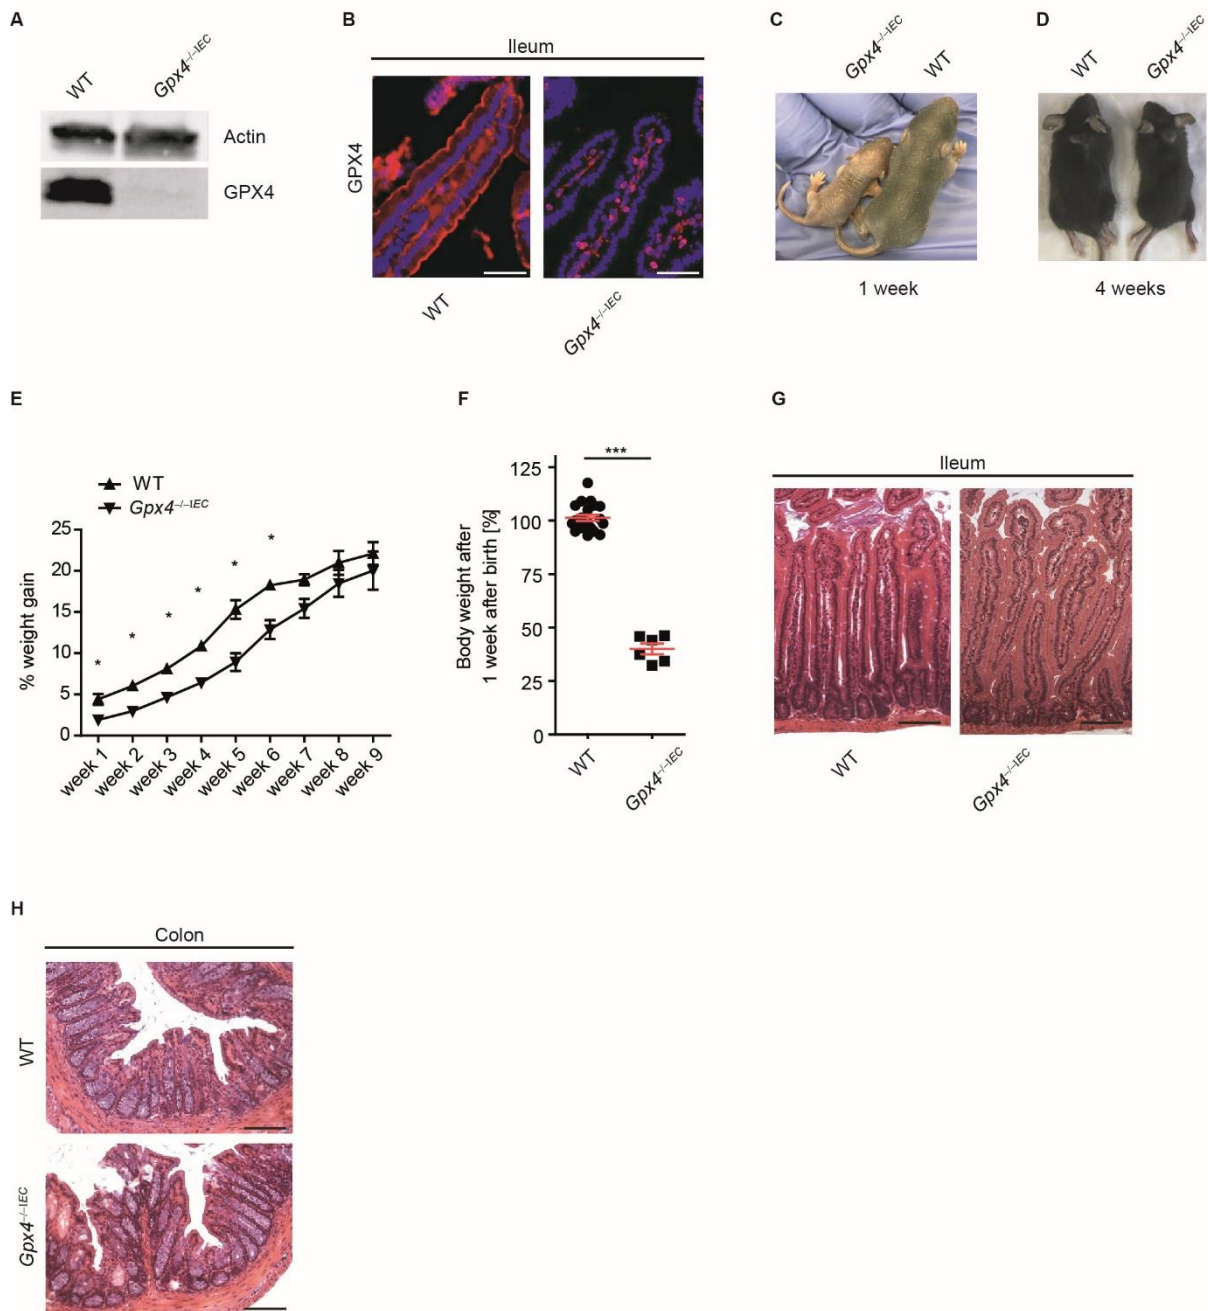 A
WT
Gpx4–/–IEC
Actin
GPX4
B
Ileum
GPX4
WT
Gpx4–/–IEC
C
Gpx4–/–IEC
WT
1 week
D
WT
Gpx4–/–IEC
4 weeks
E
WT
Gpx4–/–IEC
% weight gain
25
20
15
10
5
0
* * * * * *
week 1
week 2
week 3
week 4
week 5
week 6
week 7
week 8
week 9
F
***
Body weight after
1 week after birth [%]
125
100
75
50
25
0
WT
Gpx4–/–IEC
G
Ileum
WT
Gpx4–/–IEC
H
Colon
WT
Gpx4–/–IEC